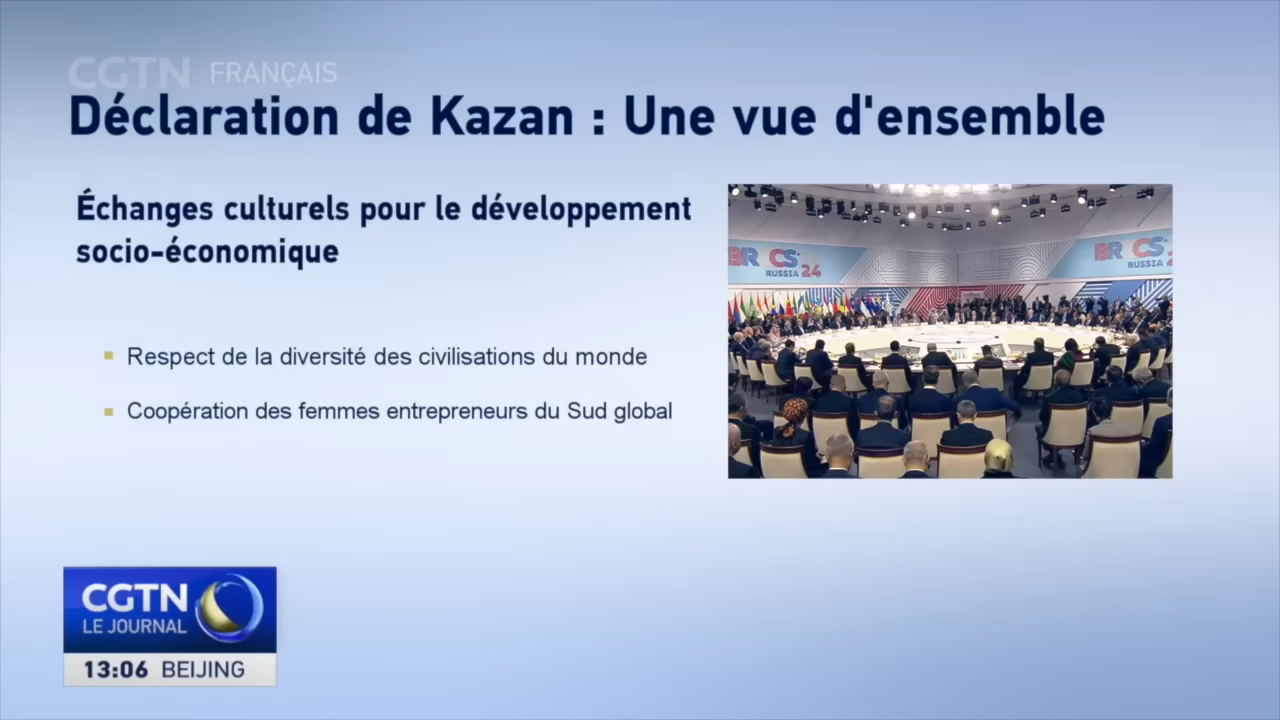 CGTN FRANÇAIS
Déclaration de Kazan : Une vue d'ensemble
Échanges culturels pour le développement
socio-économique
BRICS
RUSSIA 24
BRICS
RUSSIA 2
Respect de la diversité des civilisations du monde
Coopération des femmes entrepreneurs du Sud global
CGTN
LE JOURNAL
13:06 BEIJING